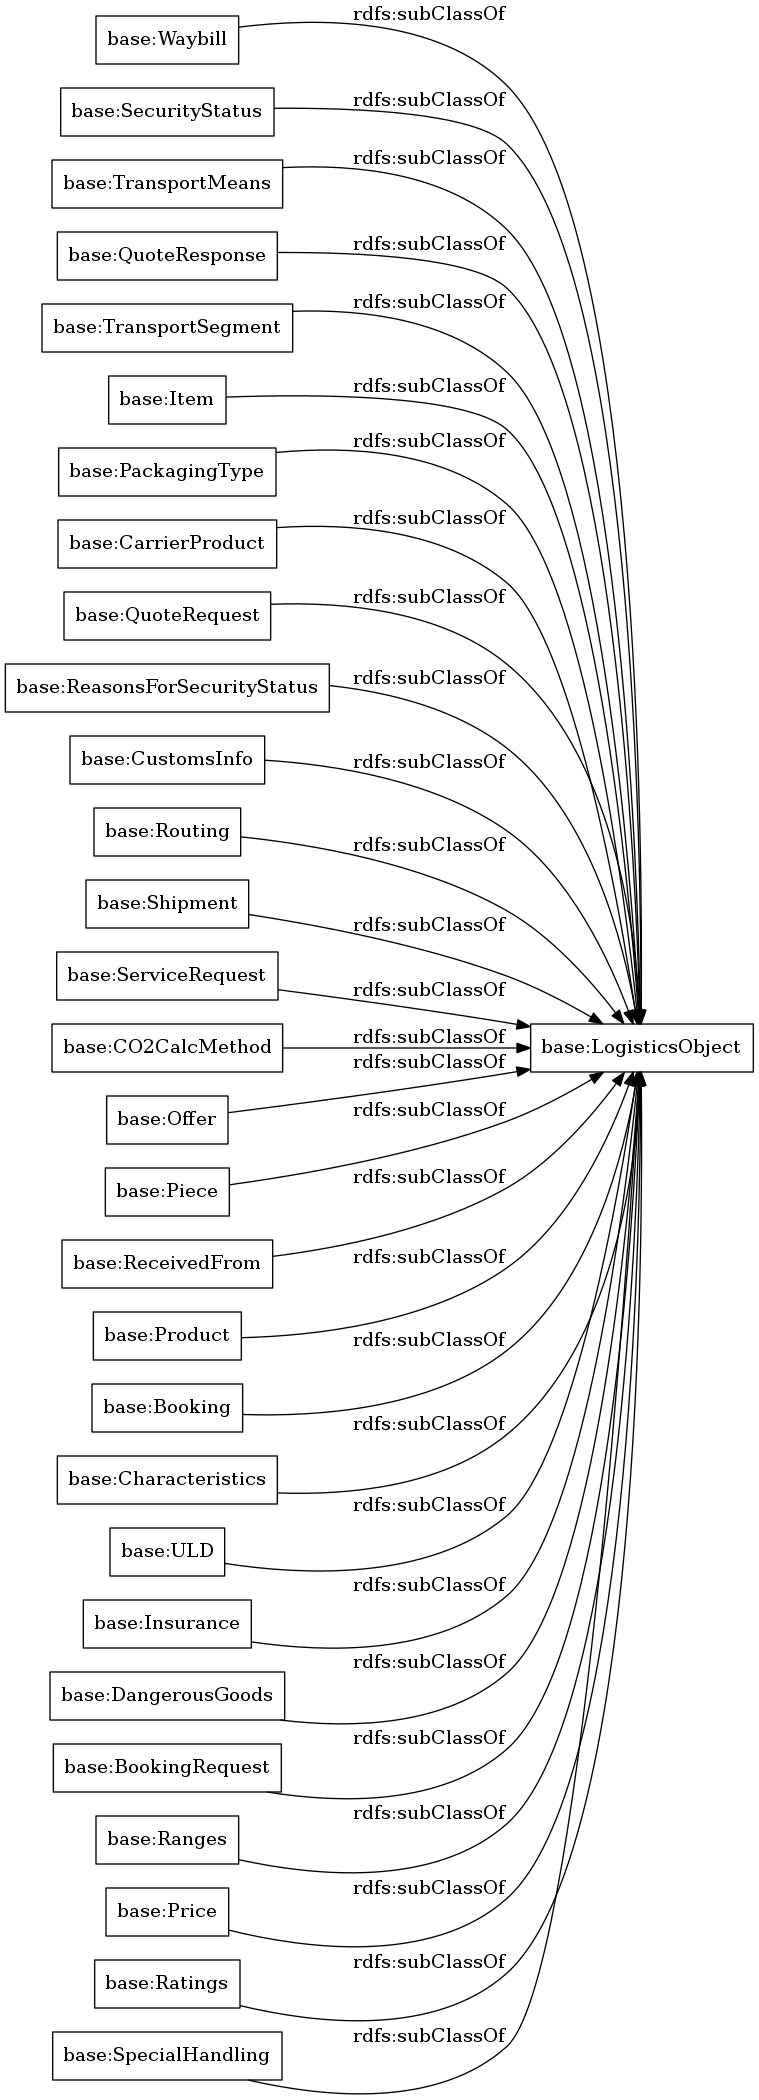 base:Waybill
rdfs:subClassOf
base:SecurityStatus
rdfs:subClassOf
base:TransportMeans
rdfs:subClassOf
base:QuoteResponse
rdfs:subClassOf
base:TransportSegment
rdfs:subClassOf
base:Item
rdfs:subClassOf
base:PackagingType
rdfs:subClassOf
base:CarrierProduct
rdfs:subClassOf
base:QuoteRequest
rdfs:subClassOf
base:ReasonsForSecurityStatus
rdfs:subClassOf
base:CustomsInfo
rdfs:subClassOf
base:Routing
rdfs:subClassOf
base:Shipment
rdfs:subClassOf
base:ServiceRequest
rdfs:subClassOf
base:CO2CalcMethod
rdfs:subClassOf
base:LogisticsObject
rdfs:subClassOf
base:Offer
rdfs:subClassOf
base:Piece
rdfs:subClassOf
base:ReceivedFrom
rdfs:subClassOf
base:Product
rdfs:subClassOf
base:Booking
rdfs:subClassOf
base:Characteristics
rdfs:subClassOf
base:ULD
rdfs:subClassOf
base:Insurance
rdfs:subClassOf
base:DangerousGoods
rdfs:subClassOf
base:BookingRequest
rdfs:subClassOf
base:Ranges
rdfs:subClassOf
base:Price
rdfs:subClassOf
base:Ratings
rdfs:subClassOf
base:SpecialHandling